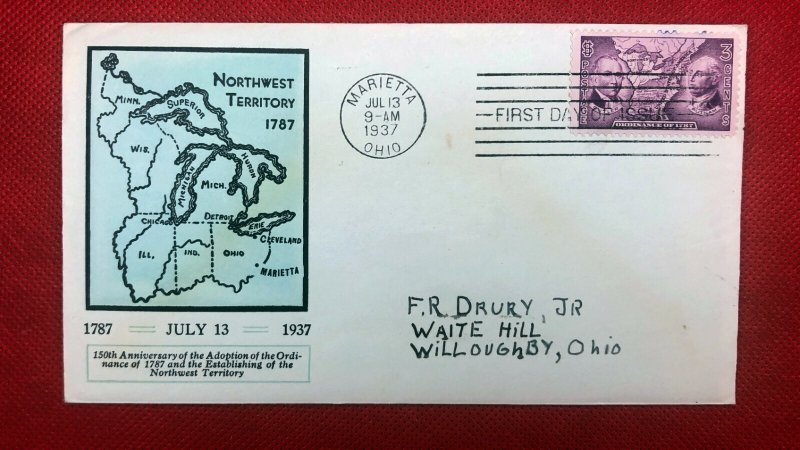 NORTHWEST
TERRITORY
1787
MINN.
SUPERIOR
WIS.
MICHIGAN
HURON
MICH.
CHICAGO
DETROIT
ERIE
CLEVELAND
ILL.
IND.
OHIO
MARIETTA
1787 JULY 13 1937
150th Anniversary of the Adoption of the Ordi-
nance of 1787 and the Establishing of the
Northwest Territory
MARIETTA
JUL 13
9-AM
1937
OHIO
FIRST DAY OF ISSUE
3 CENTS
U.S. POSTAGE
ORDINANCE OF 1787
F.R. DRURY, JR
WAITE HILL
WILLOUGHBY, OHIO